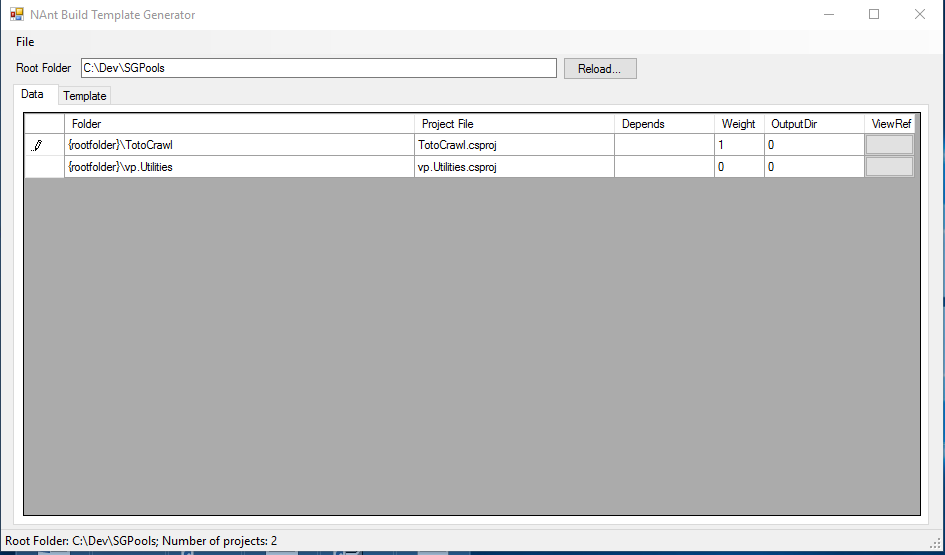 NAnt Build Template Generator
File
Root Folder C:\Dev\SGPools Reload...
Data Template
Folder Project File Depends Weight OutputDir ViewRef
{rootfolder}\TotoCrawl TotoCrawl.csproj 1 0
{rootfolder}\vp.Utilities vp.Utilities.csproj 0 0
Root Folder: C:\Dev\SGPools; Number of projects: 2